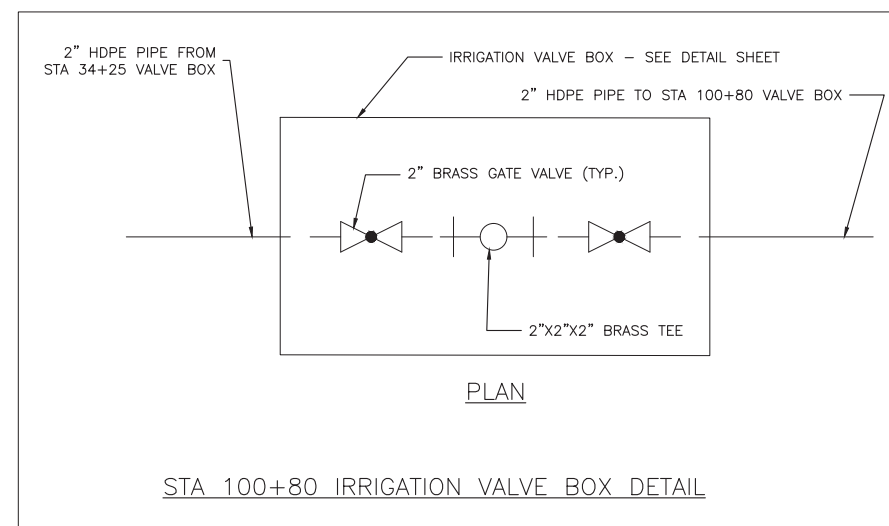 2” HDPE PIPE FROM
STA 34+25 VALVE BOX
IRRIGATION VALVE BOX – SEE DETAIL SHEET
2” HDPE PIPE TO STA 100+80 VALVE BOX
2” BRASS GATE VALVE (TYP.)
2”X2”X2” BRASS TEE
PLAN
STA 100+80 IRRIGATION VALVE BOX DETAIL